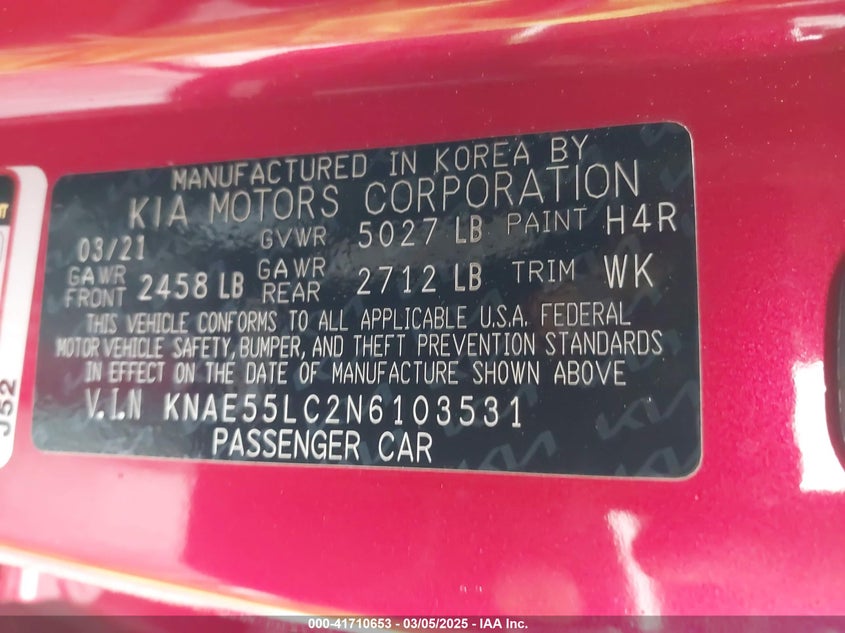 MANUFACTURED IN KOREA BY
KIA MOTORS CORPORATION
03/21 GVWR 5027 LB PAINT H4R
GAWR FRONT 2458 LB GAWR REAR 2712 LB TRIM WK
THIS VEHICLE CONFORMS TO ALL APPLICABLE U.S.A. FEDERAL
MOTOR VEHICLE SAFETY, BUMPER, AND THEFT PREVENTION STANDARDS
IN EFFECT ON THE DATE OF MANUFACTURE SHOWN ABOVE
V.I.N KNAE55LC2N6103531
PASSENGER CAR
J52
000-41710653 - 03/05/2025 - IAA Inc.